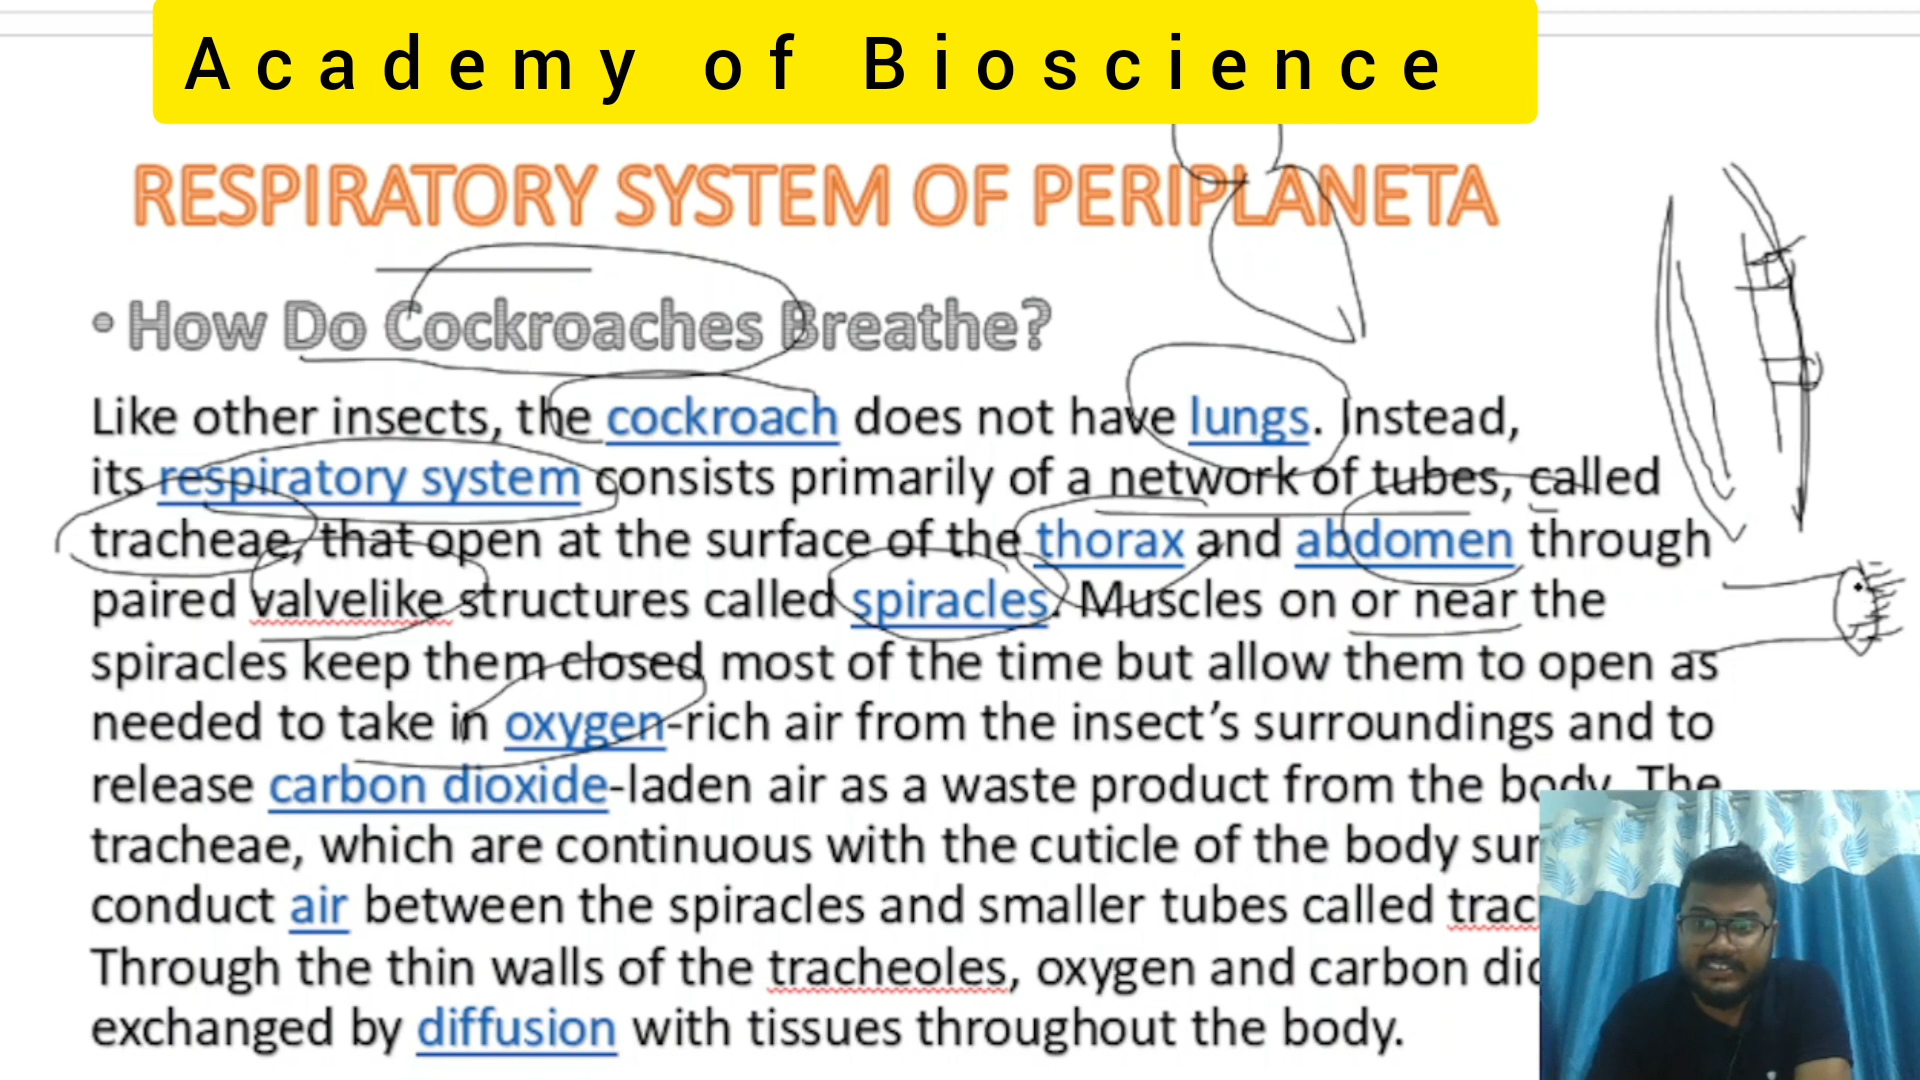 Academy of Bioscience
RESPIRATORY SYSTEM OF PERIPLANETA
• How Do Cockroaches Breathe?
Like other insects, the cockroach does not have lungs. Instead,
its respiratory system consists primarily of a network of tubes, called
tracheae, that open at the surface of the thorax and abdomen through
paired valvelike structures called spiracles. Muscles on or near the
spiracles keep them closed most of the time but allow them to open as
needed to take in oxygen-rich air from the insect’s surroundings and to
release carbon dioxide-laden air as a waste product from the body. The
tracheae, which are continuous with the cuticle of the body
conduct air between the spiracles and smaller tubes called
Through the thin walls of the tracheoles, oxygen and carbon
exchanged by diffusion with tissues throughout the body.